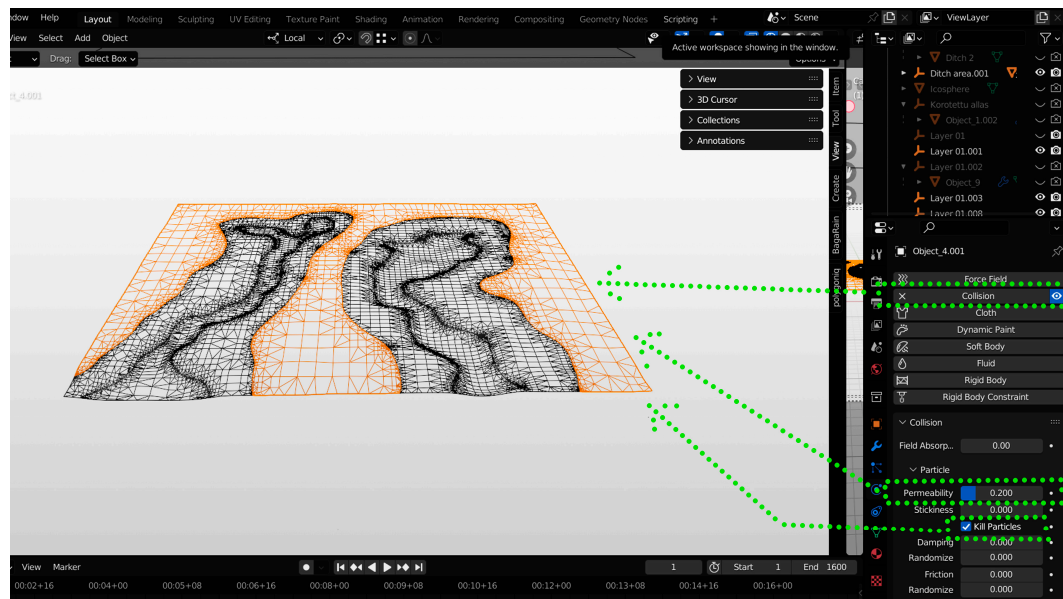 ndow Help Layout Modeling Sculpting UV Editing Texture Paint Shading Animation Rendering Compositing Geometry Nodes Scripting + Scene ViewLayer
View Select Add Object Local
Drag: Select Box Options
Active workspace showing in the window.
t_4.001
> View
> 3D Cursor
> Collections
> Annotations
Item
Tool
View
Create
BagaRain
polygoniq
Ditch 2
Ditch area.001
Icosphere
Korotettu allas
Object_1.002
Layer 01
Layer 01.001
Layer 01.002
Object_9
Layer 01.003
Layer 01.008
Object_4.001
Force Field
Collision
Cloth
Dynamic Paint
Soft Body
Fluid
Rigid Body
Rigid Body Constraint
Collision
Field Absorp... 0.00
Particle
Permeability 0.200
Stickiness 0.000
Kill Particles
Damping 0.000
Randomize 0.000
Friction 0.000
Randomize 0.000
View Marker 1 Start 1 End 1600
00:02+16 00:04+00 00:05+08 00:06+16 00:08+00 00:09+08 00:10+16 00:12+00 00:13+08 00:14+16 00:16+00